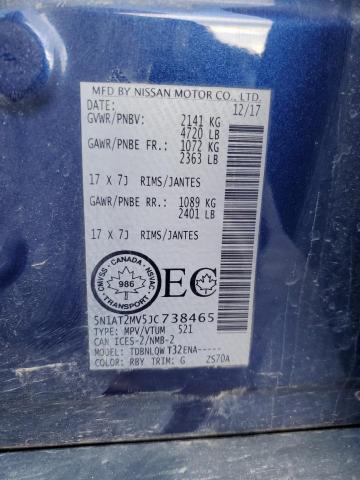 MFD BY NISSAN MOTOR CO., LTD.
DATE: 12/17
GVWR/PNBV: 2141 KG
4720 LB
GAWR/PNBE FR.: 1072 KG
2363 LB
17 X 7J RIMS/JANTES
GAWR/PNBE RR.: 1089 KG
2401 LB
17 X 7J RIMS/JANTES
CANADA
CMVSS NSVAC
986
TRANSPORT
EC
5N1AT2MV5JC738465
TYPE: MPV/VTUM 521
CAN ICES-2/NMB-2
MODEL: TDBNLQW T32ENA-----
COLOR: RBY TRIM: G ZS70A